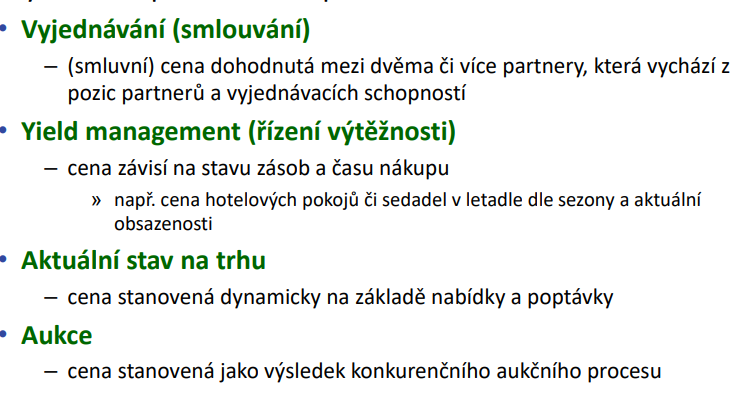 • Vyjednávání (smlouvání)
– (smluvní) cena dohodnutá mezi dvěma či více partnery, která vychází z
pozic partnerů a vyjednávacích schopností
• Yield management (řízení výtěžnosti)
– cena závisí na stavu zásob a času nákupu
» např. cena hotelových pokojů či sedadel v letadle dle sezony a aktuální
obsazenosti
• Aktuální stav na trhu
– cena stanovená dynamicky na základě nabídky a poptávky
• Aukce
– cena stanovená jako výsledek konkurenčního aukčního procesu